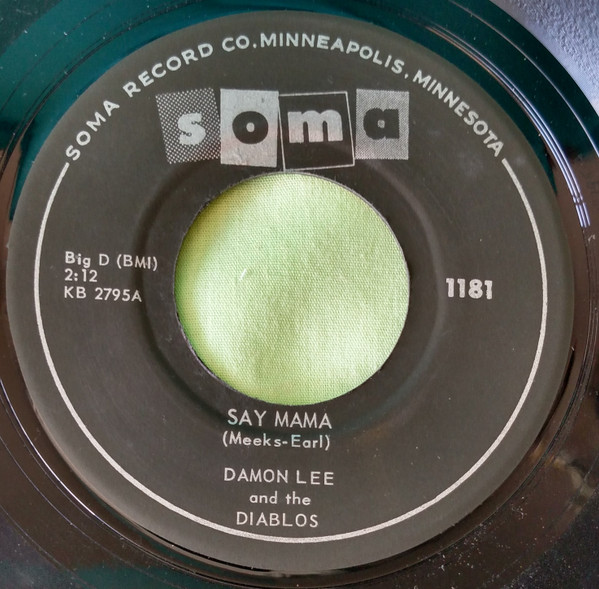 SOMA RECORD CO. MINNEAPOLIS, MINNESOTA
soma
Big D (BMI)
2:12
KB 2795A
1181
SAY MAMA
(Meeks-Earl)
DAMON LEE
and the
DIABLOS